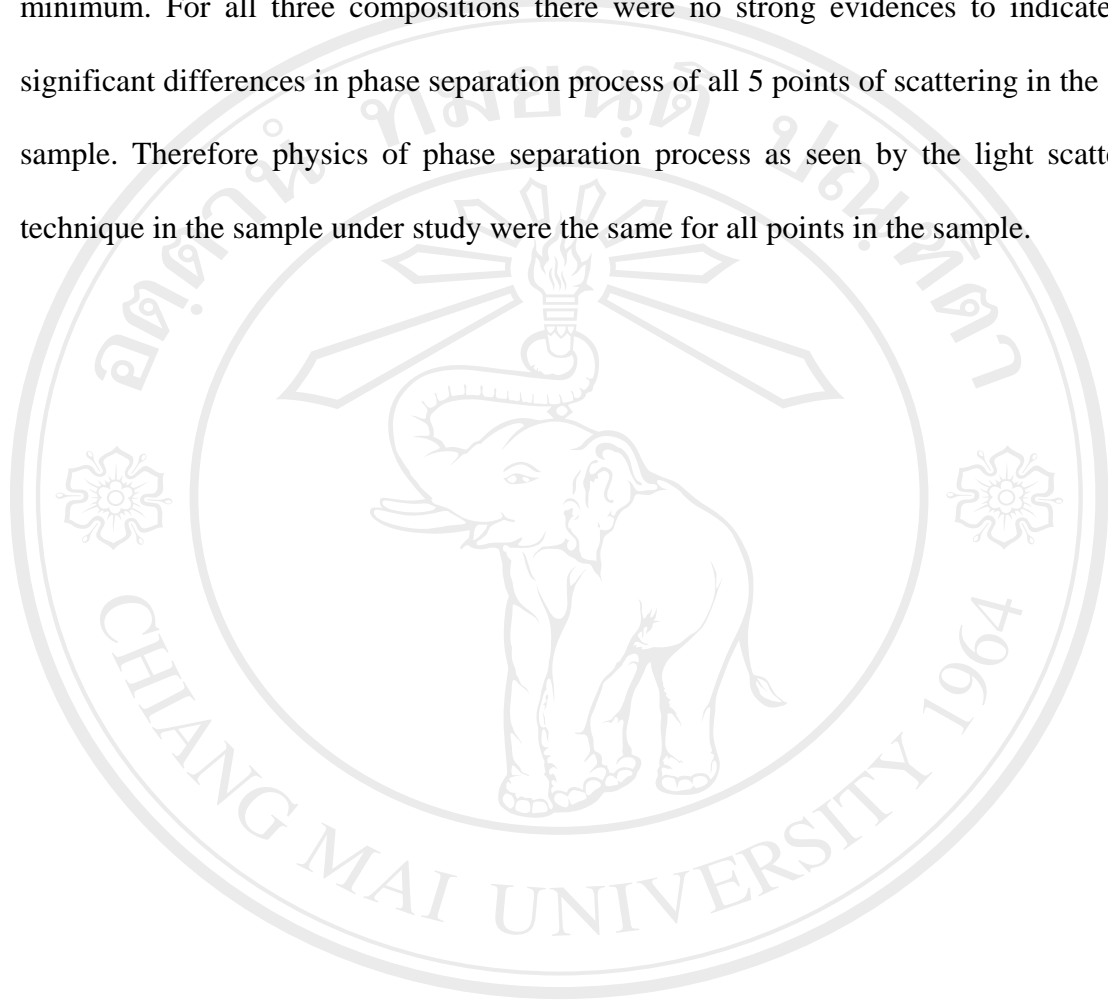 minimum. For all three compositions there were no strong evidences to indicate
significant differences in phase separation process of all 5 points of scattering in the
sample. Therefore physics of phase separation process as seen by the light
technique in the sample under study were the same for all points in the sample.
CHIANG MAI UNIVERSITY 1964